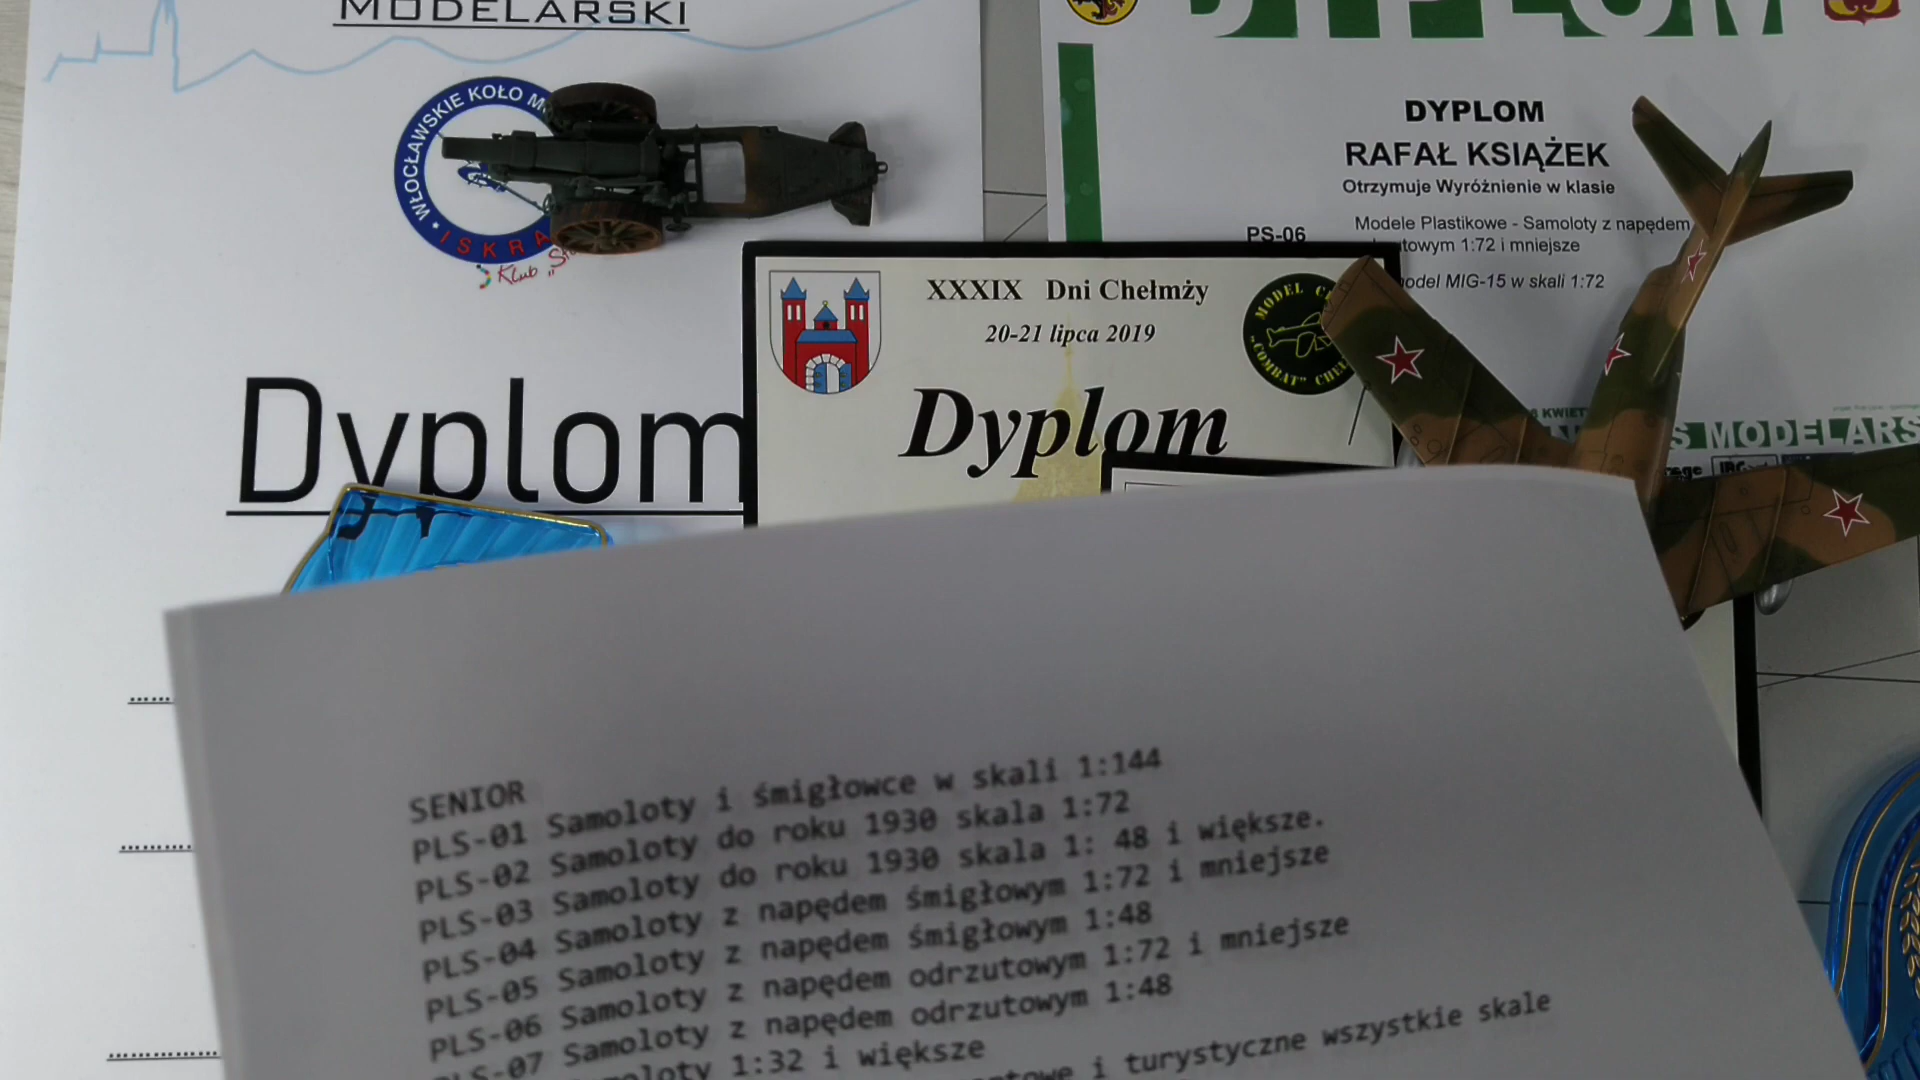 MODELARSKI
WŁOCŁAWSKIE KOŁO
ISKRA
Klub
Dyplom
DYPLOM
DYPLOM
RAFAŁ KSIĄŻEK
Otrzymuje Wyróżnienie w klasie
PS-06 Modele Plastikowe - Samoloty z napędem
1:72 i mniejsze
model MIG-15 w skali 1:72
S MODELARS
XXXIX Dni Chełmży
20-21 lipca 2019
MODEL
"COMBAT"
Dyplom
SENIOR
PLS-01 Samoloty i śmigłowce w skali 1:144
PLS-02 Samoloty do roku 1930 skala 1:72
PLS-03 Samoloty do roku 1930 skala 1: 48 i większe.
PLS-04 Samoloty z napędem śmigłowym 1:72 i mniejsze
PLS-05 Samoloty z napędem śmigłowym 1:48
PLS-06 Samoloty z napędem odrzutowym 1:72 i mniejsze
PLS-07 Samoloty z napędem odrzutowym 1:48
1:32 i większe
i turystyczne wszystkie skale